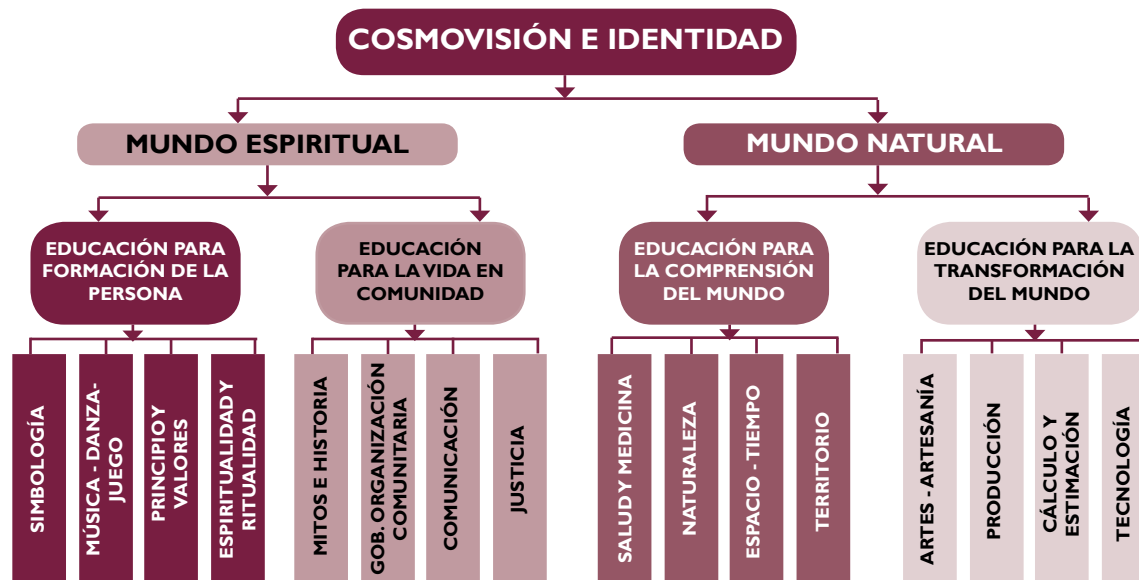 COSMOVISIÓN E IDENTIDAD
MUNDO ESPIRITUAL
MUNDO NATURAL
EDUCACIÓN PARA
FORMACIÓN DE LA
PERSONA
EDUCACIÓN
PARA LA VIDA EN
COMUNIDAD
EDUCACIÓN PARA
LA COMPRENSIÓN
DEL MUNDO
EDUCACIÓN PARA LA
TRANSFORMACIÓN
DEL MUNDO
SIMBOLOGÍA
MÚSICA - DANZA-
JUEGO
PRINCIPIO Y
VALORES
ESPIRITUALIDAD Y
RITUALIDAD
MITOS E HISTORIA
GOB. ORGANIZACIÓN
COMUNITARIA
COMUNICACIÓN
JUSTICIA
SALUD Y MEDICINA
NATURALEZA
ESPACIO - TIEMPO
TERRITORIO
ARTES - ARTESANÍA
PRODUCCIÓN
CÁLCULO Y
ESTIMACIÓN
TECNOLOGÍA